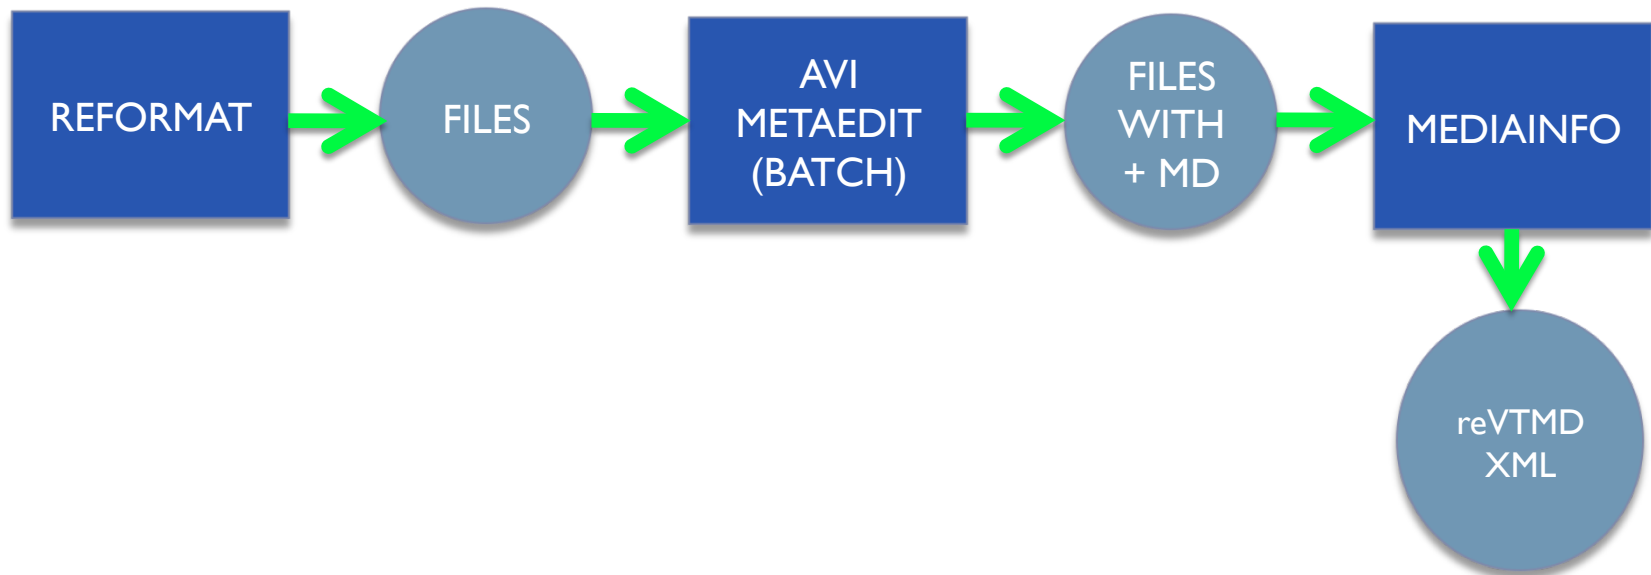 REFORMAT
FILES
AVI
METAEDIT
(BATCH)
FILES
WITH
+ MD
MEDIAINFO
reVTMD
XML